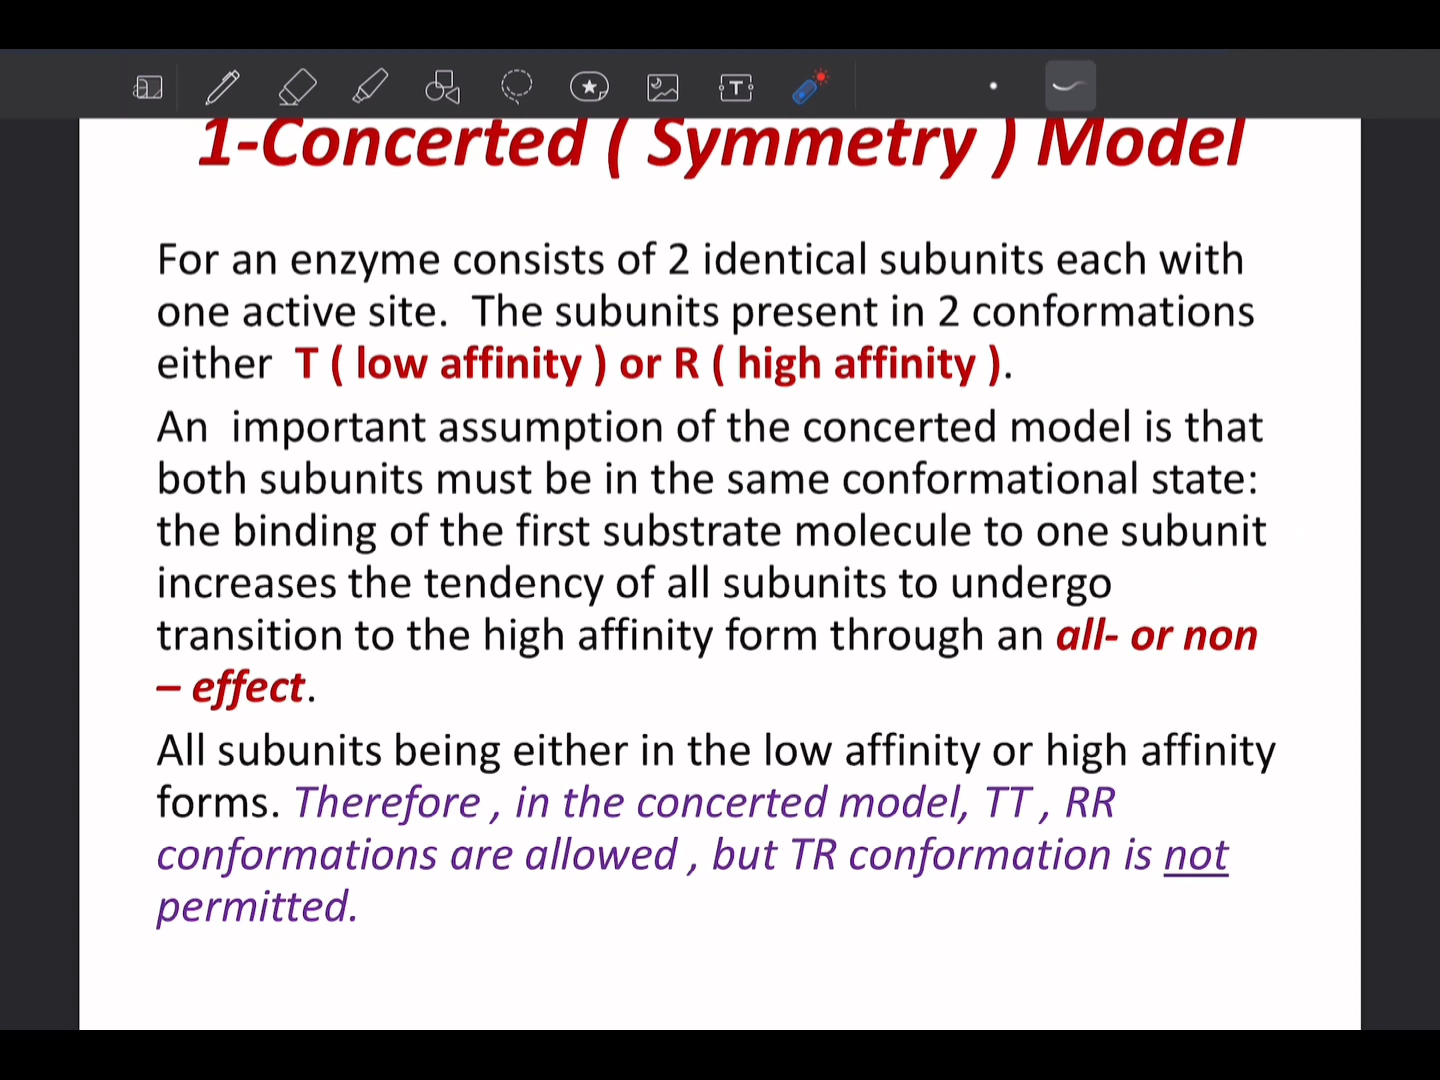 1-Concerted ( Symmetry ) Model
For an enzyme consists of 2 identical subunits each with
one active site.  The subunits present in 2 conformations
either  T ( low affinity ) or R ( high affinity ).
An  important assumption of the concerted model is that
both subunits must be in the same conformational state:
the binding of the first substrate molecule to one subunit
increases the tendency of all subunits to undergo
transition to the high affinity form through an all- or non
– effect.
All subunits being either in the low affinity or high affinity
forms. Therefore , in the concerted model, TT , RR
conformations are allowed , but TR conformation is not
permitted.